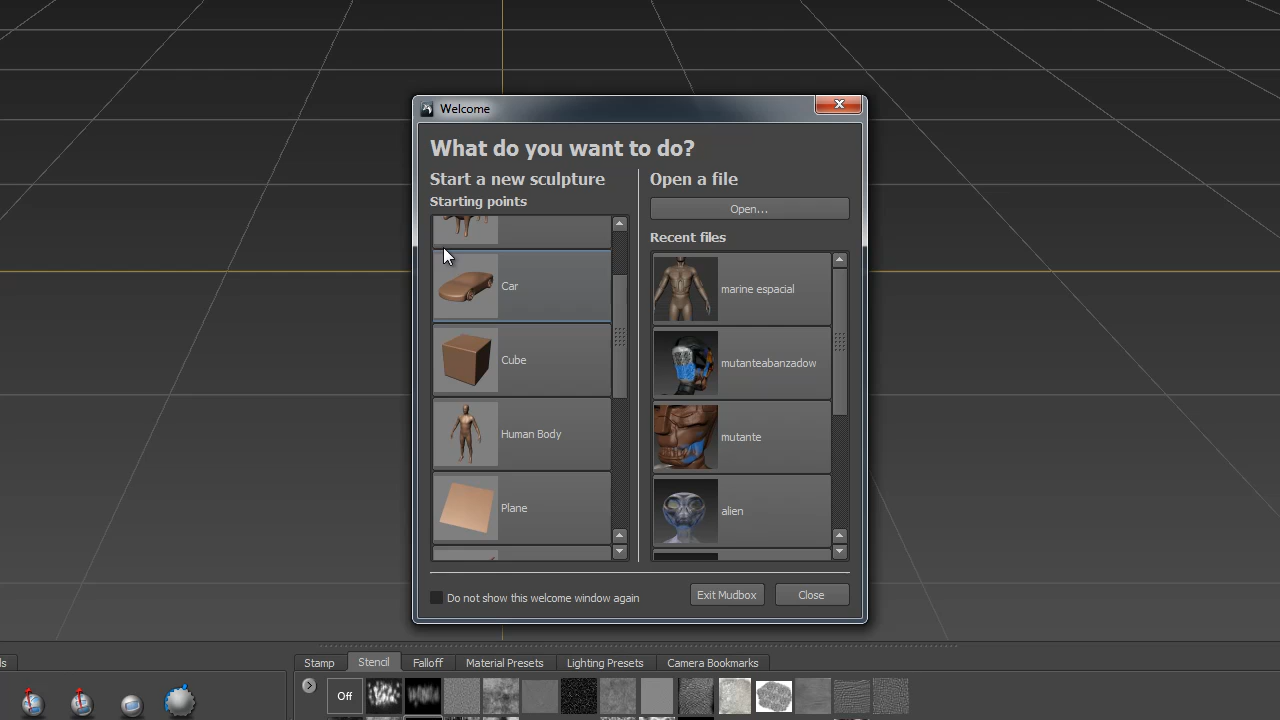 Welcome
What do you want to do?
Start a new sculpture
Starting points
Car
Cube
Human Body
Plane
Open a file
Open...
Recent files
marine espacial
mutanteabanzadow
mutante
alien
Do not show this welcome window again
Exit Mudbox
Close
ls
Stamp
Stencil
Falloff
Material Presets
Lighting Presets
Camera Bookmarks
Off